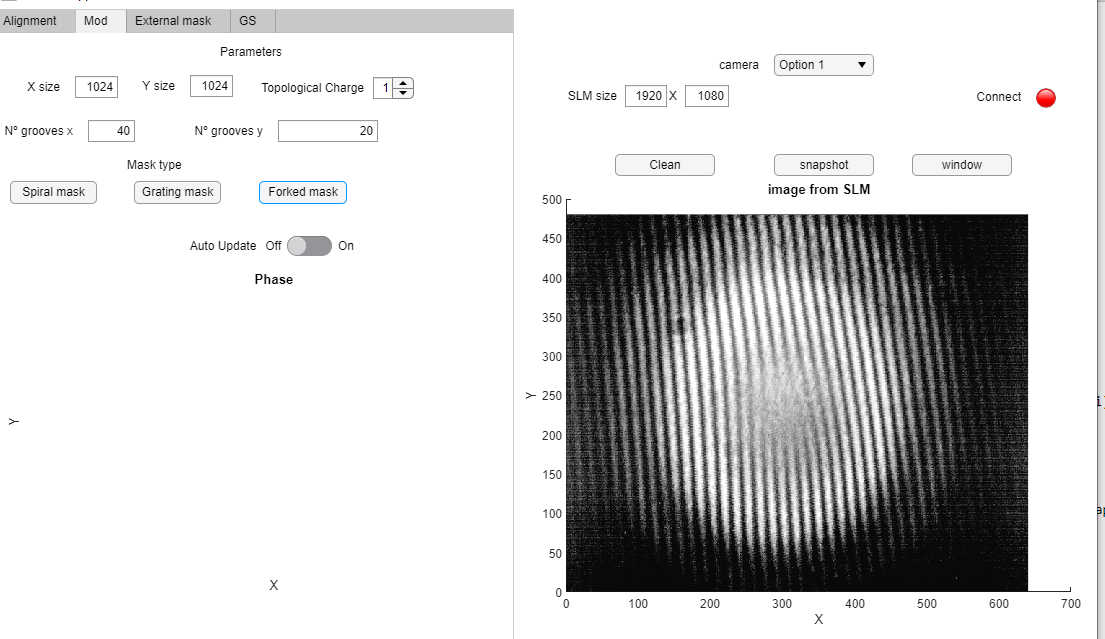 Alignment Mod External mask GS
Parameters
X size 1024 Y size 1024 Topological Charge 1
Nº grooves x 40 Nº grooves y 20
Mask type
Spiral mask Grating mask Forked mask
Auto Update Off On
Phase
Y
X
camera Option 1
SLM size 1920 X 1080 Connect
Clean snapshot window
image from SLM
500
450
400
350
300
250
200
150
100
50
0
Y
0 100 200 300 400 500 600 700
X